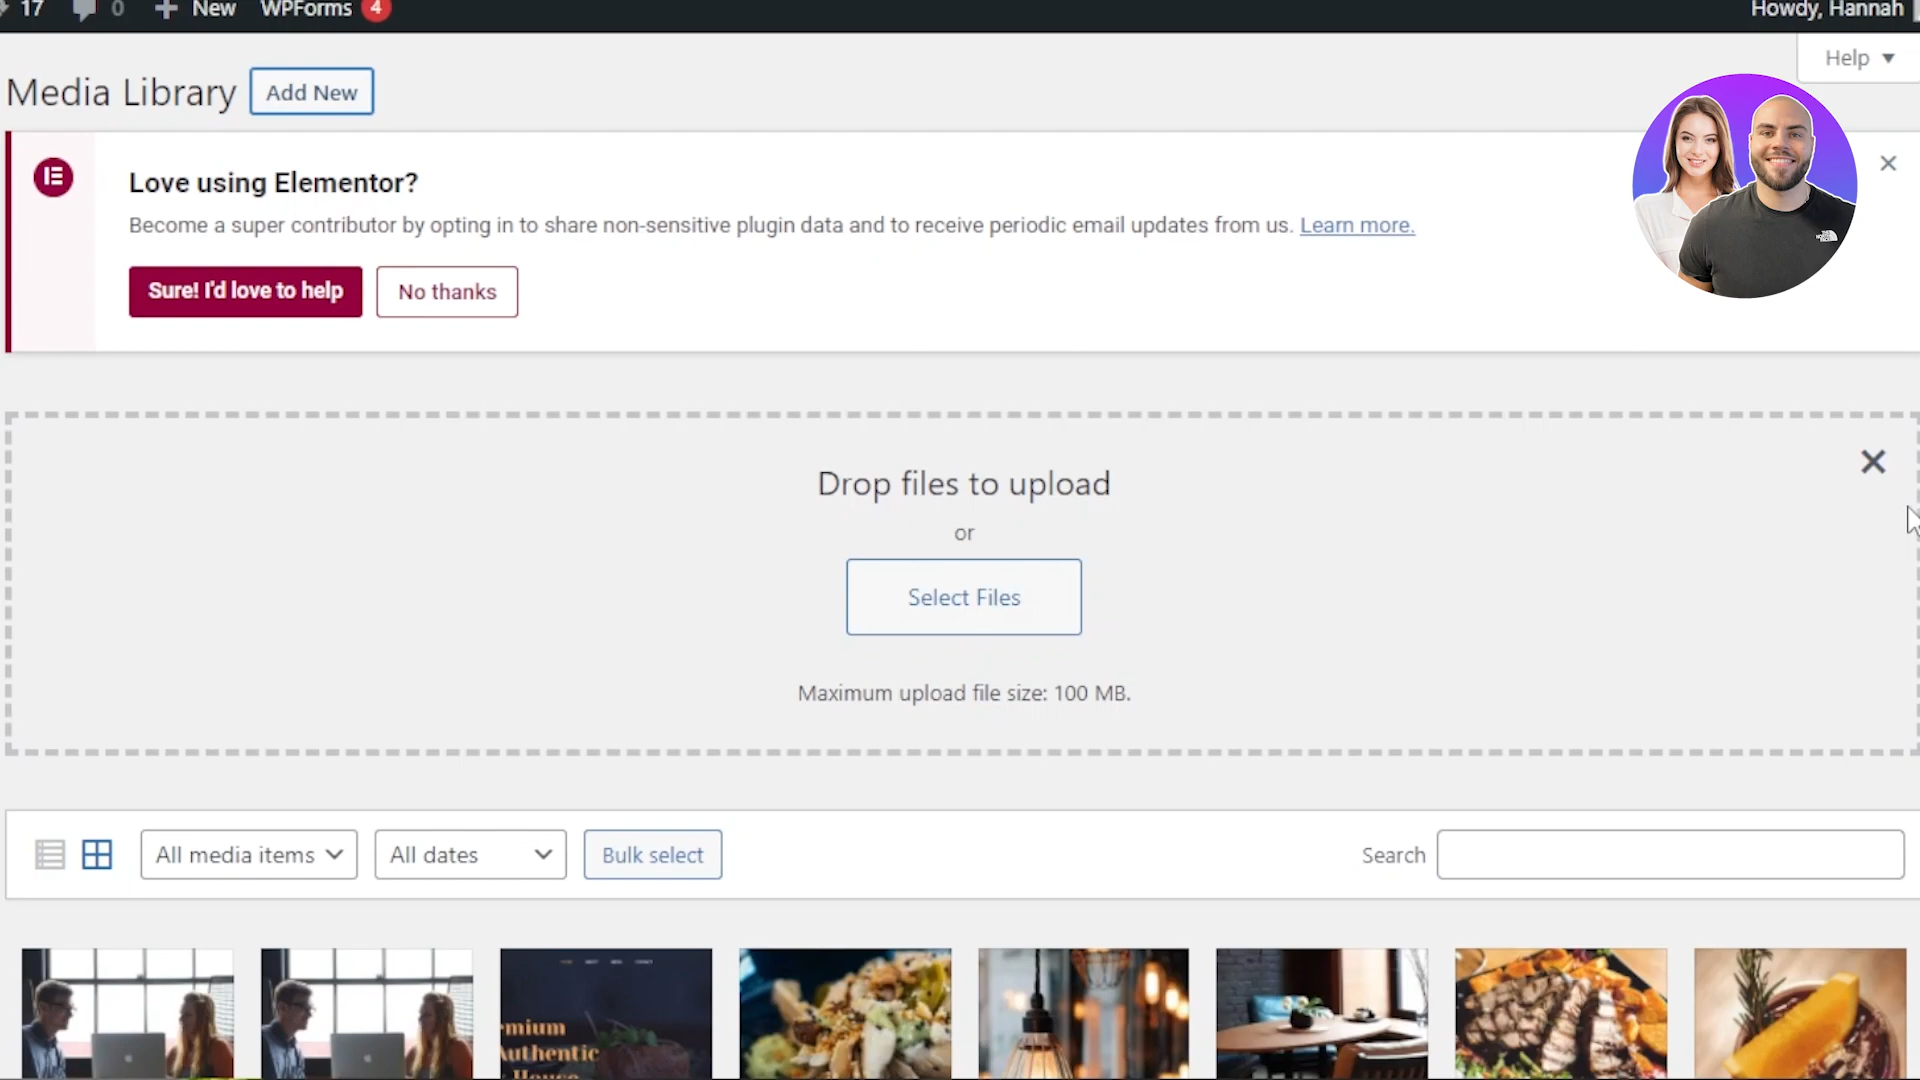 17 0 New WPForms 4 Howdy, Hannah
Help
Media Library Add New
Love using Elementor?
Become a super contributor by opting in to share non-sensitive plugin data and to receive periodic email updates from us. Learn more.
Sure! I'd love to help No thanks
Drop files to upload
or
Select Files
Maximum upload file size: 100 MB.
All media items All dates Bulk select Search